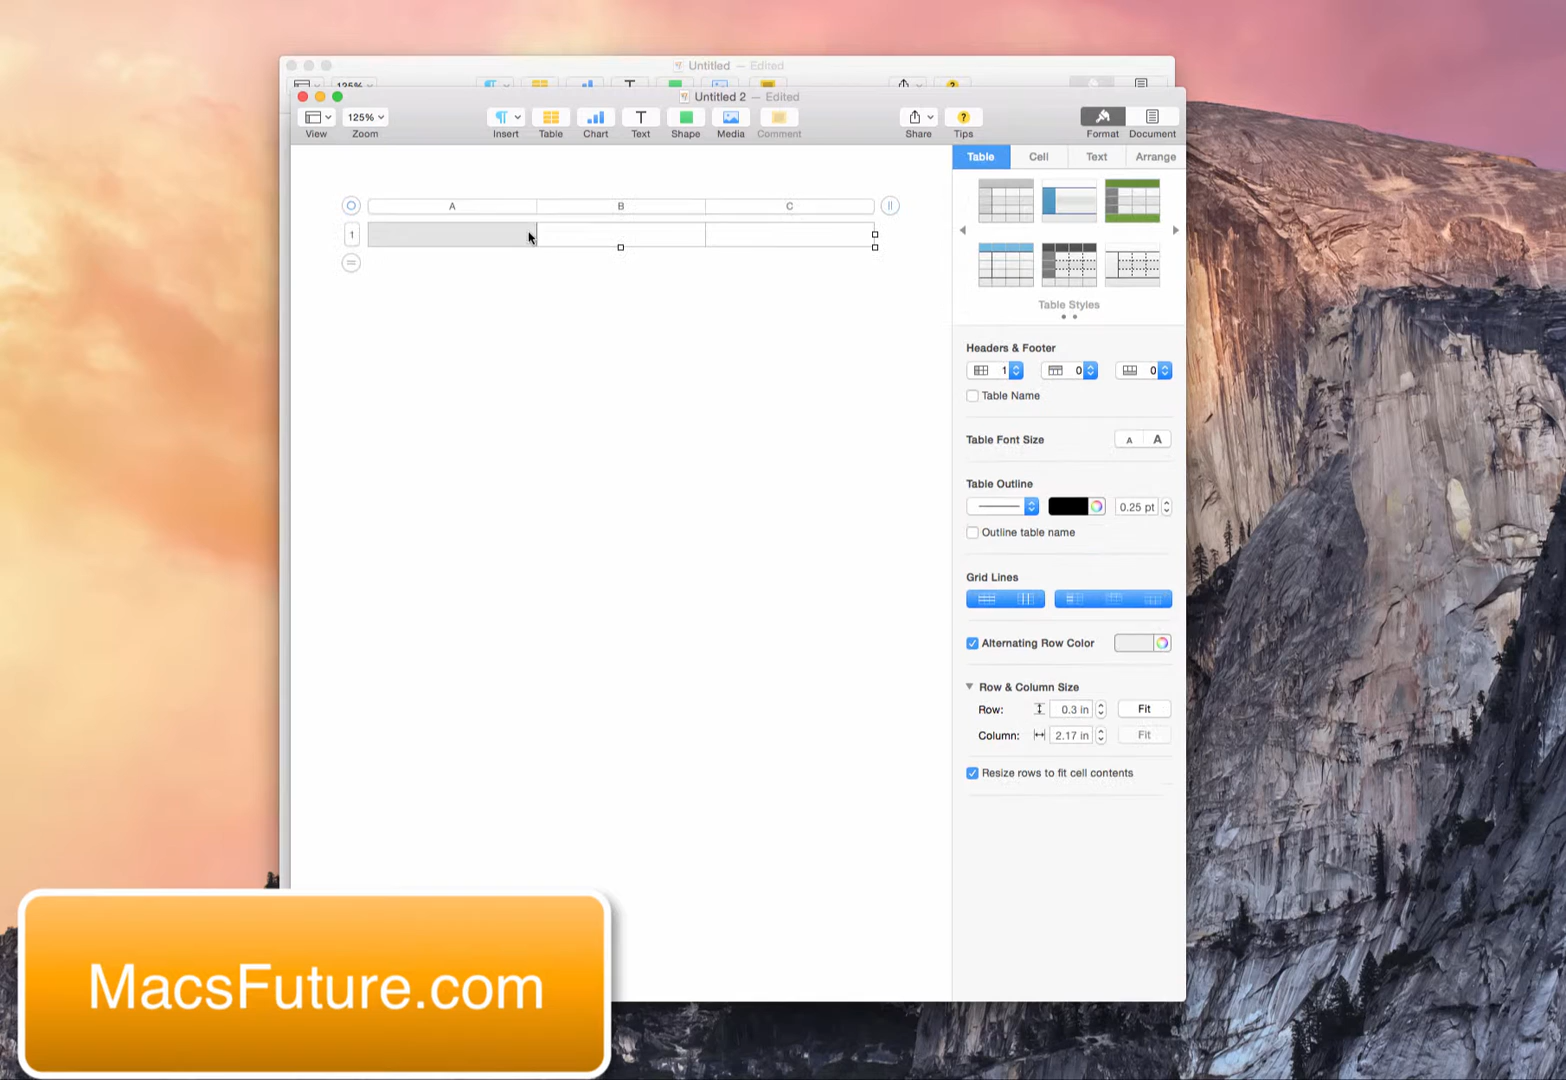 Untitled — Edited
125%
Untitled 2 — Edited
125%
View
Zoom
Insert
Table
Chart
Text
Shape
Media
Comment
Share
Tips
Format
Document
Table
Cell
Text
Arrange
A
B
C
1
Table Styles
Headers & Footer
1
0
0
Table Name
Table Font Size
A
A
Table Outline
0.25 pt
Outline table name
Grid Lines
Alternating Row Color
Row & Column Size
Row:
0.3 in
Fit
Column:
2.17 in
Fit
Resize rows to fit cell contents
MacsFuture.com